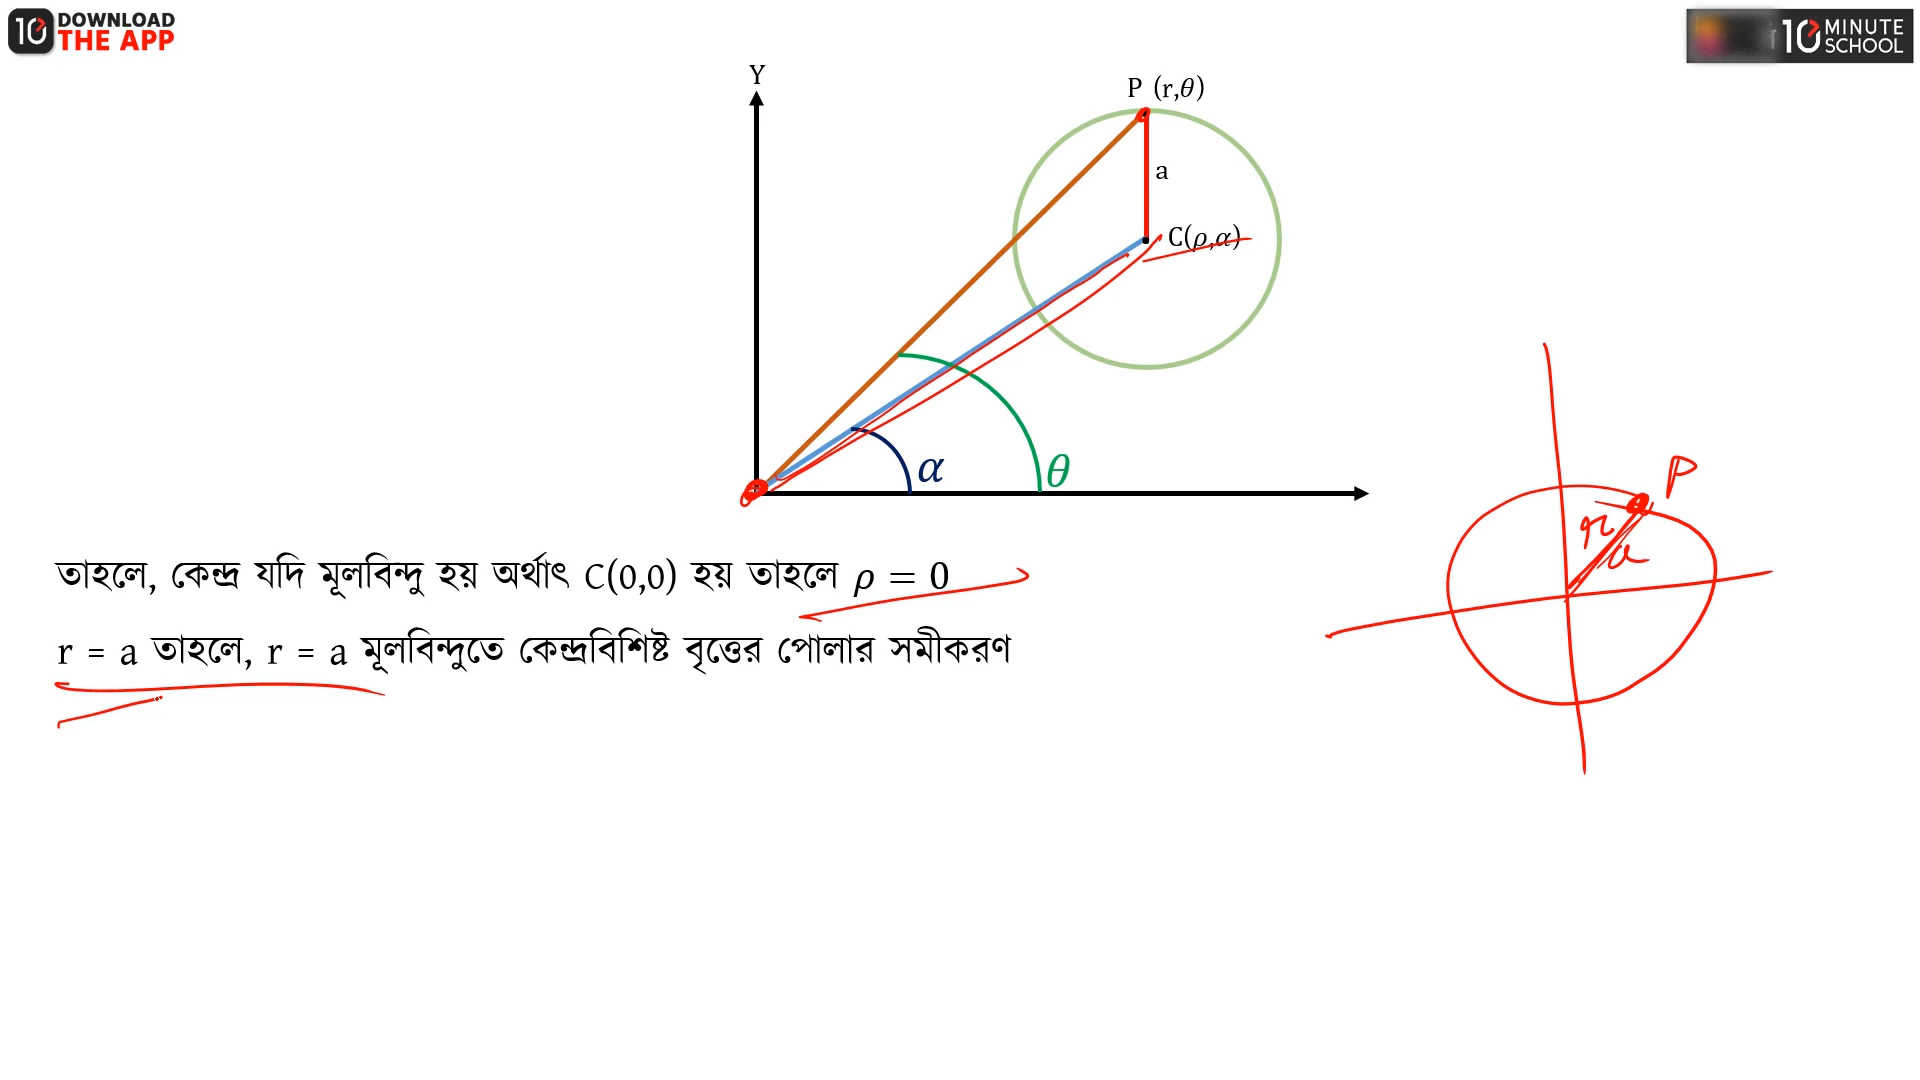 DOWNLOAD
THE APP
10 MINUTE
SCHOOL
Y
P (r,θ)
a
C(ρ,α)
α
θ
P
r
a
তাহলে, কেন্দ্র যদি মূলবিন্দু হয় অর্থাৎ C(0,0) হয় তাহলে ρ = 0
r = a তাহলে, r = a মূলবিন্দুতে কেন্দ্রবিশিষ্ট বৃত্তের পোলার সমীকরণ